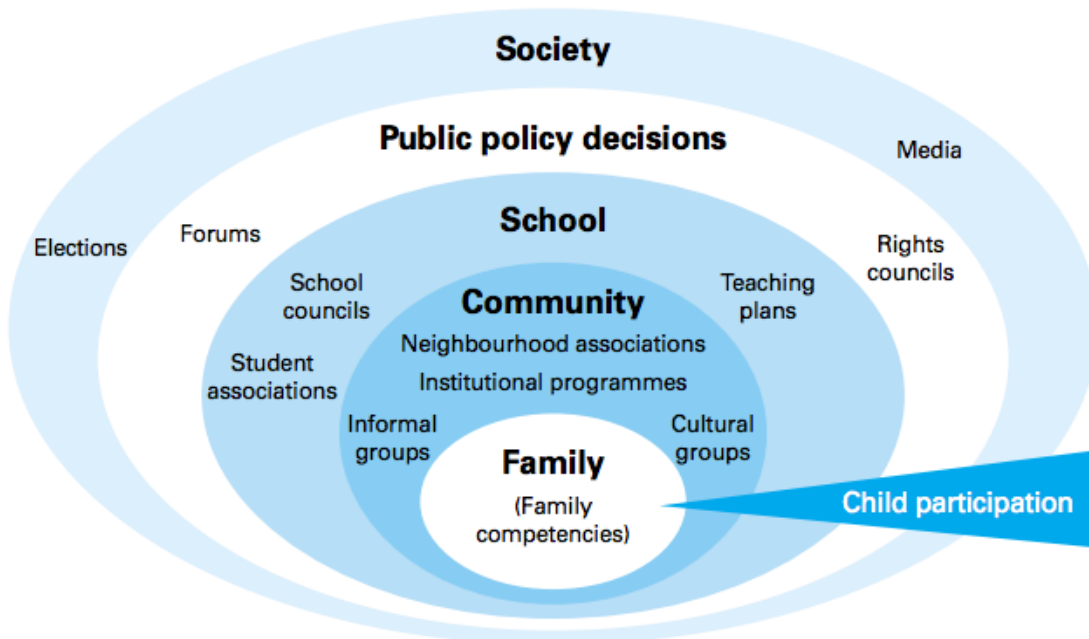 Society
Public policy decisions
Media
School
Elections
Forums
Rights
councils
School
councils
Teaching
plans
Community
Neighbourhood associations
Student
associations
Institutional programmes
Informal
groups
Cultural
groups
Family
(Family
competencies)
Child participation